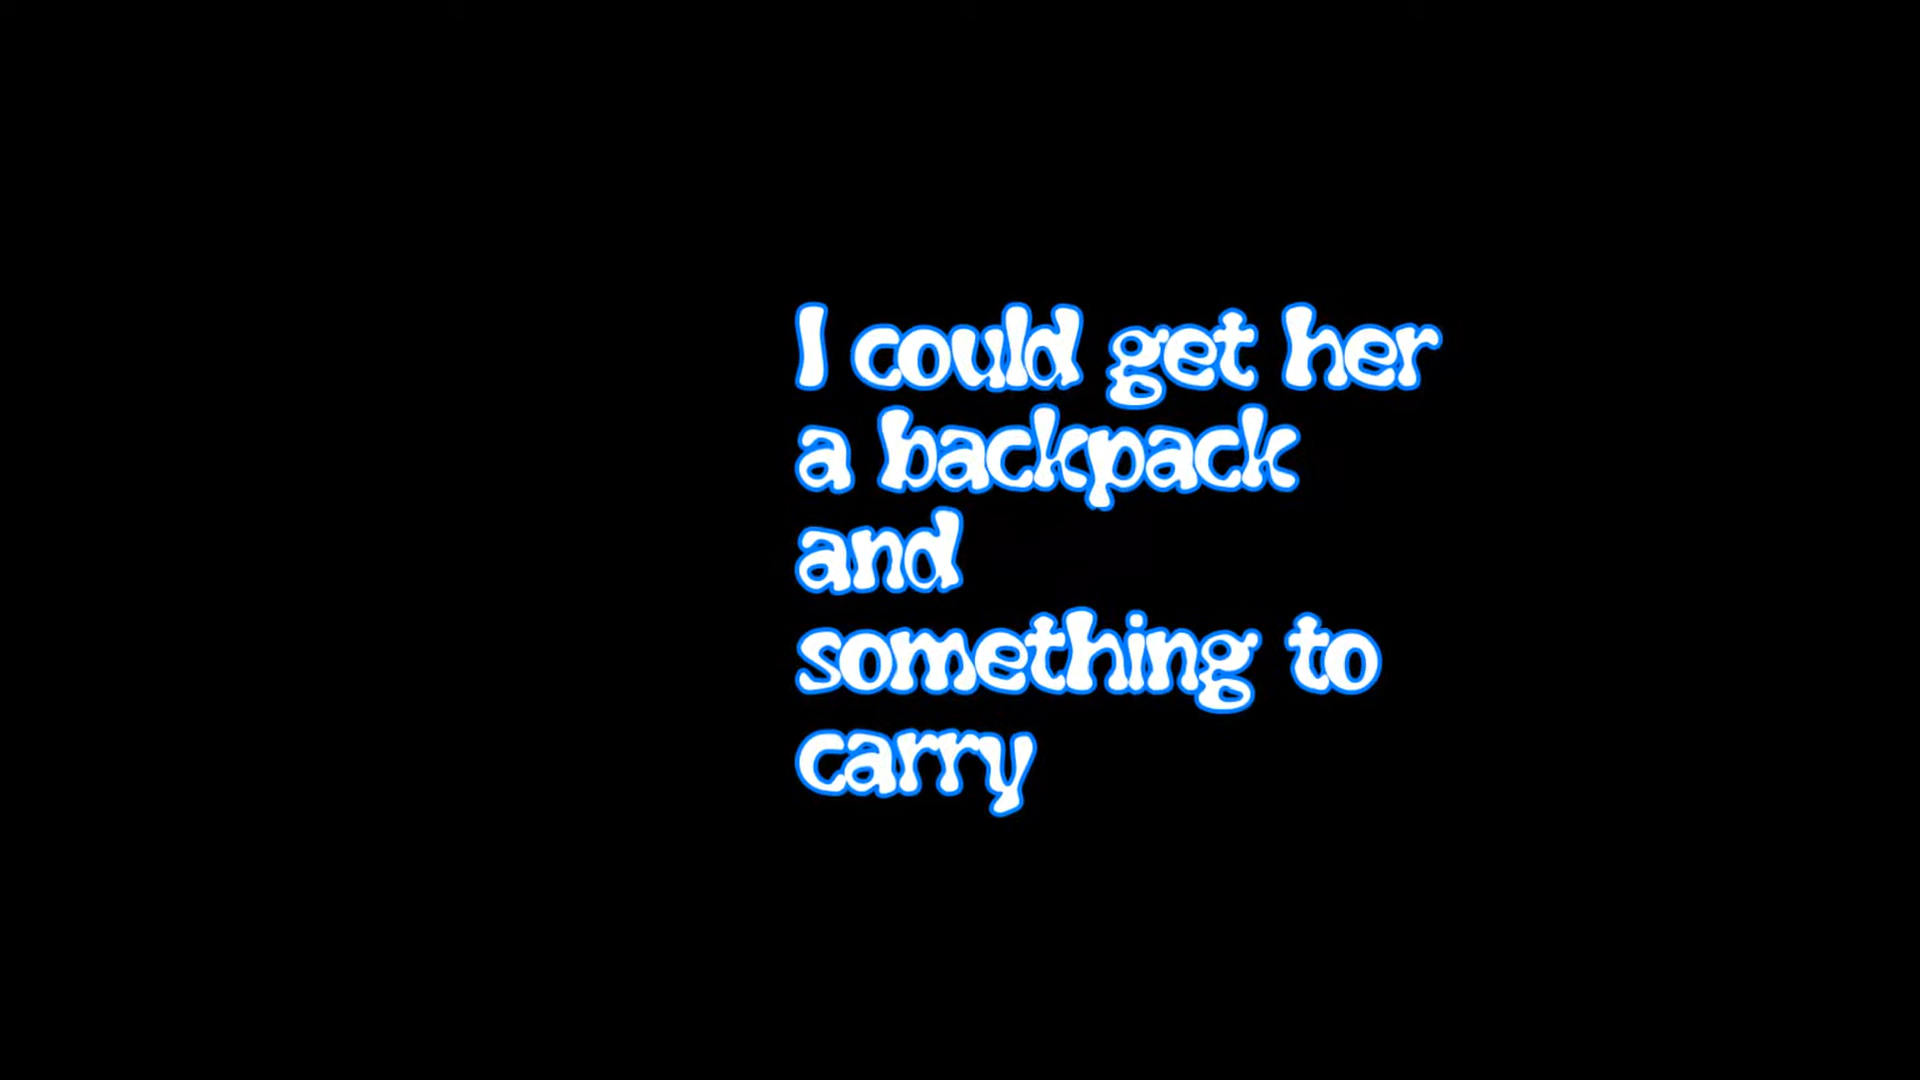 I could get her
a backpack
and
something to
carry